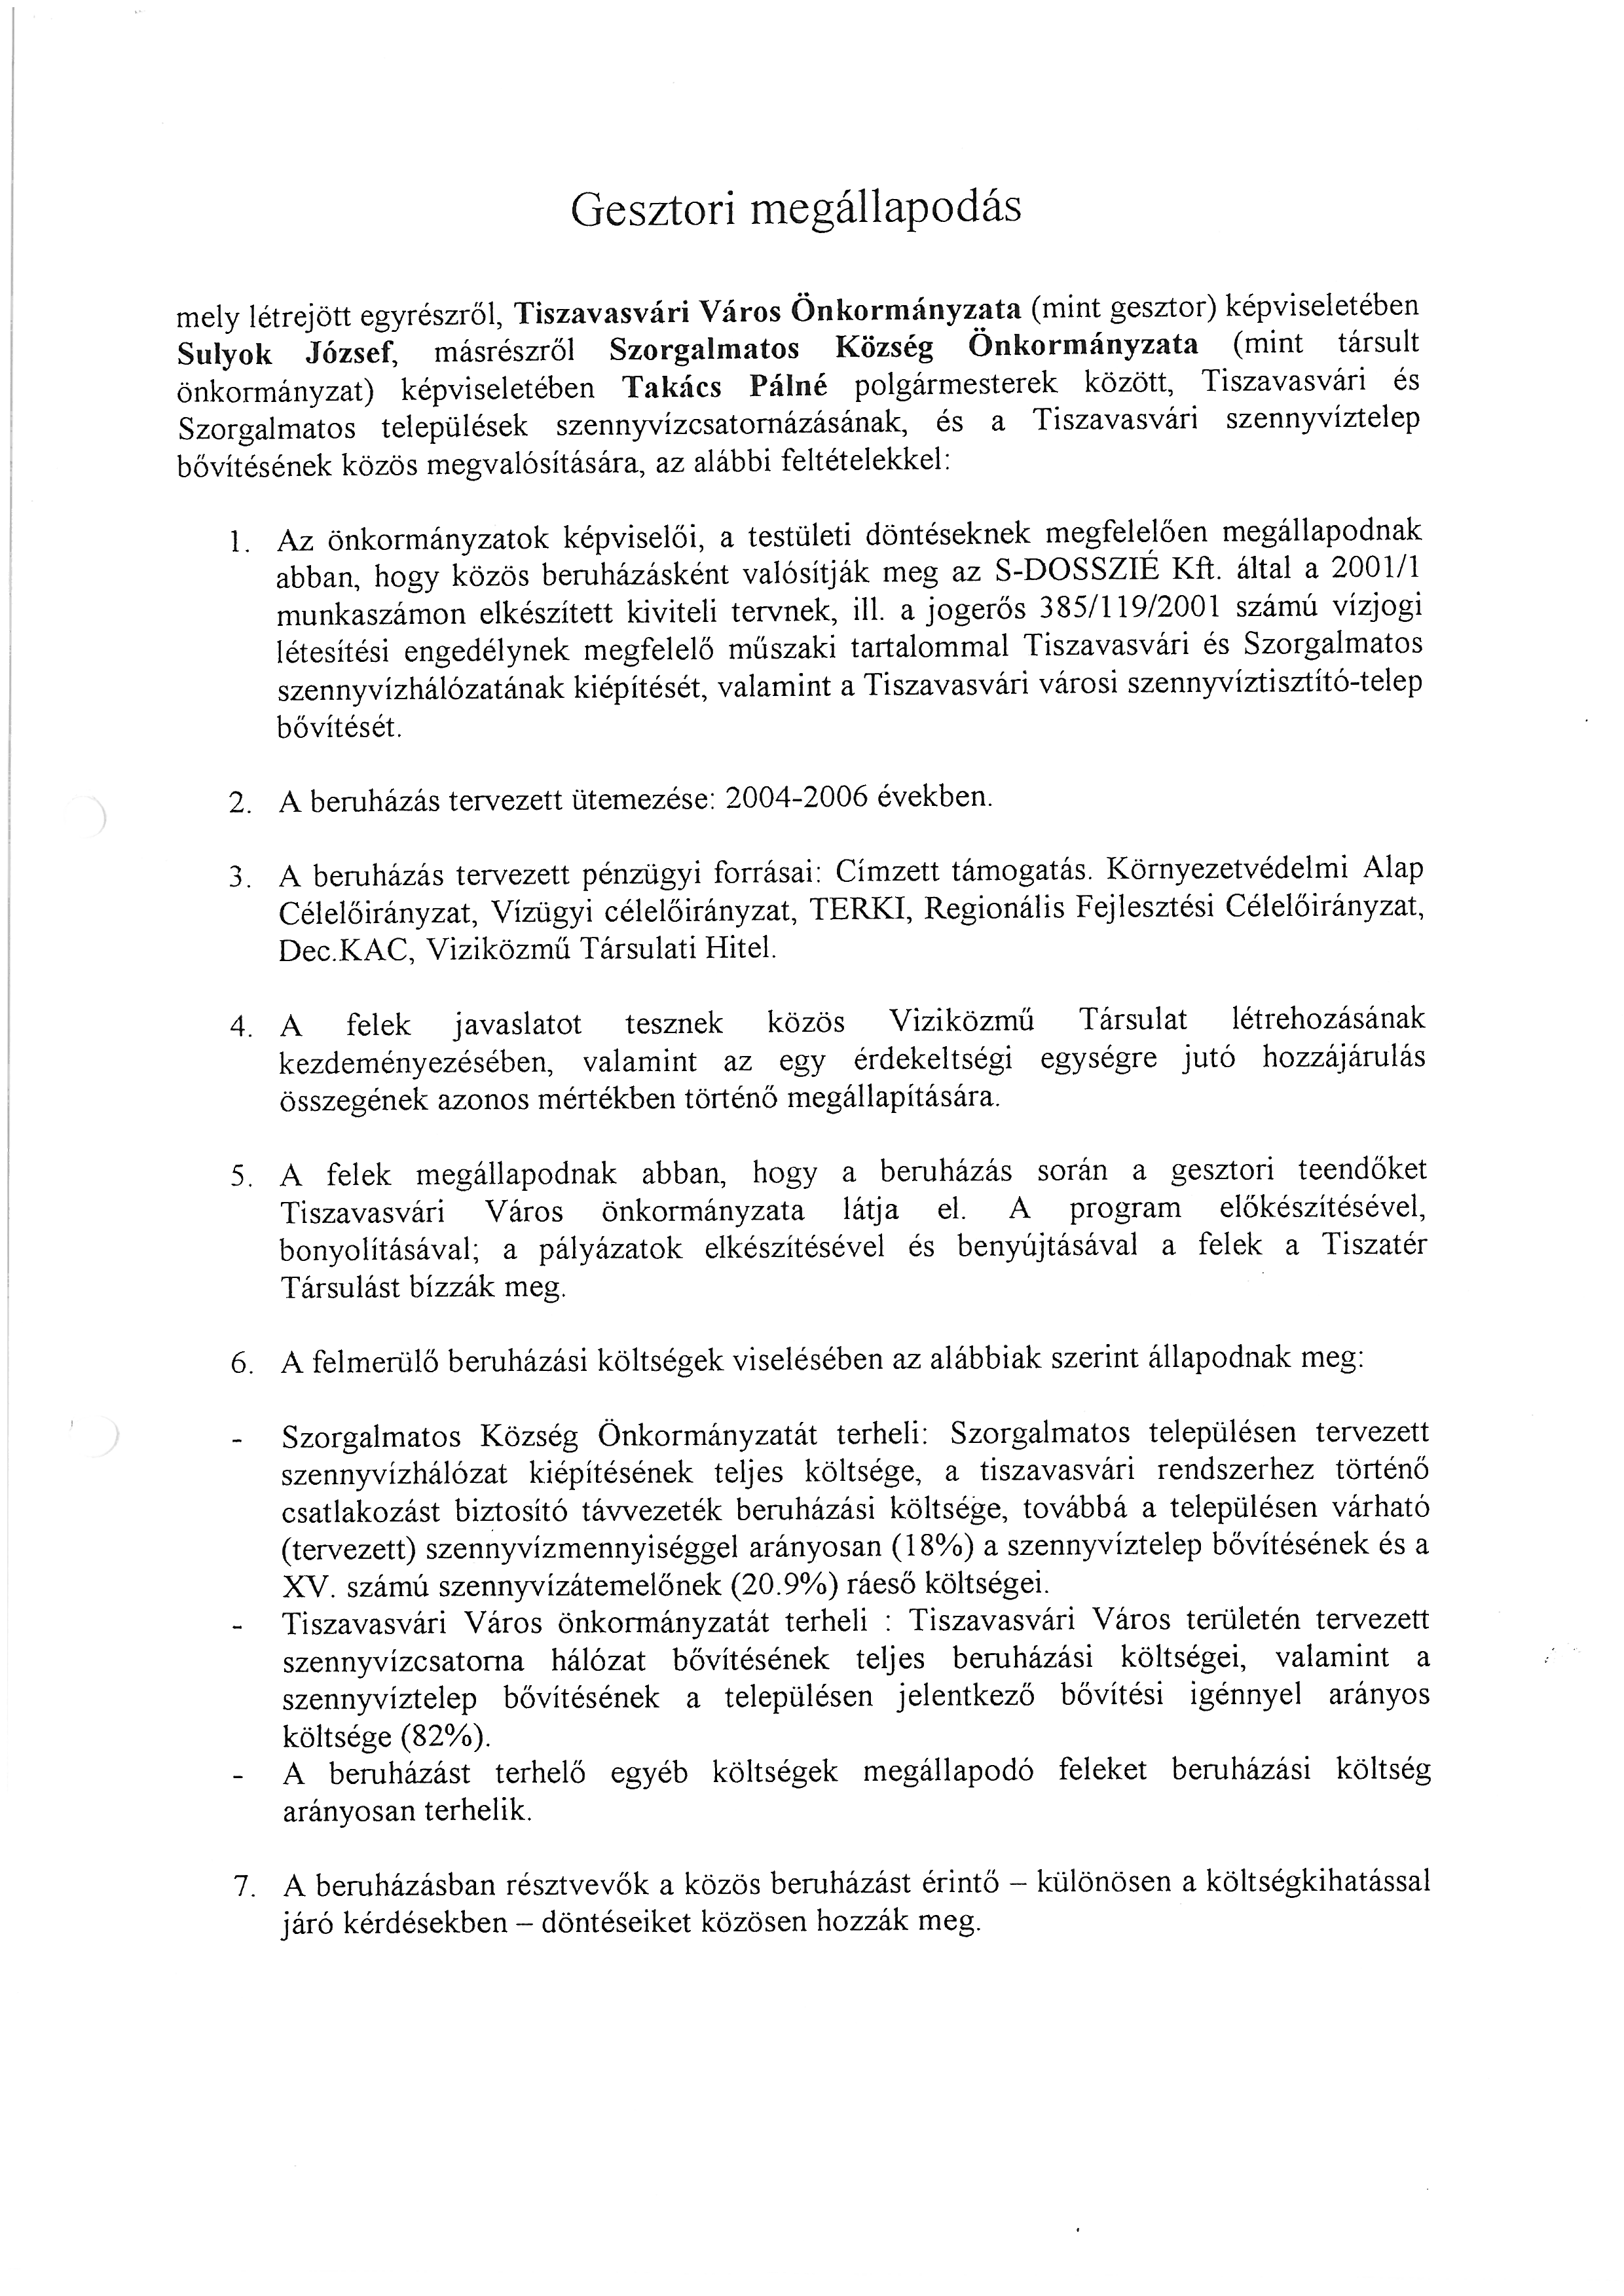 Gesztori megállapodás
mely létrejött egyrészről, Tiszavasvári Város Önkormányzata (mint gesztor) képviseletében
Sulyok József, másrészről Szorgalmatos Község Önkormányzata (mint társult
önkormányzat) képviseletében Takács Pálné polgármesterek között, Tiszavasvári és
Szorgalmatos települések szennyvízcsatornázásának, és a Tiszavasvári szennyvíztelep
bővítésének közös megvalósítására, az alábbi feltételekkel:
1. Az önkormányzatok képviselői, a testületi döntéseknek megfelelően megállapodnak
abban, hogy közös beruházásként valósítják meg az S-DOSSZIÉ Kft. által a 2001/1
munkaszámon elkészített kiviteli tervnek, ill. a jogerős 385/119/2001 számú vízjogi
létesítési engedélynek megfelelő műszaki tartalommal Tiszavasvári és Szorgalmatos
szennyvízhálózatának kiépítését, valamint a Tiszavasvári városi szennyvíztisztító-telep
bővítését.
2. A beruházás tervezett ütemezése: 2004-2006 években.
3. A beruházás tervezett pénzügyi forrásai: Címzett támogatás. Környezetvédelmi Alap
Célelőirányzat, Vízügyi célelőirányzat, TERKI, Regionális Fejlesztési Célelőirányzat,
Dec.KAC, Viziközmű Társulati Hitel.
4. A felek javaslatot tesznek közös Viziközmű Társulat létrehozásának
kezdeményezésében, valamint az egy érdekeltségi egységre jutó hozzájárulás
összegének azonos mértékben történő megállapítására.
5. A felek megállapodnak abban, hogy a beruházás során a gesztori teendőket
Tiszavasvári Város önkormányzata látja el. A program előkészítésével,
bonyolításával; a pályázatok elkészítésével és benyújtásával a felek a Tiszatér
Társulást bízzák meg.
6. A felmerülő beruházási költségek viselésében az alábbiak szerint állapodnak meg:
- Szorgalmatos Község Önkormányzatát terheli: Szorgalmatos településen tervezett
szennyvízhálózat kiépítésének teljes költsége, a tiszavasvári rendszerhez történő
csatlakozást biztosító távvezeték beruházási költsége, továbbá a településen várható
(tervezett) szennyvízmennyiséggel arányosan (18%) a szennyvíztelep bővítésének és a
XV. számú szennyvízátemelőnek (20.9%) ráeső költségei.
- Tiszavasvári Város önkormányzatát terheli : Tiszavasvári Város területén tervezett
szennyvízcsatorna hálózat bővítésének teljes beruházási költségei, valamint a
szennyvíztelep bővítésének a településen jelentkező bővítési igénnyel arányos
költsége (82%).
- A beruházást terhelő egyéb költségek megállapodó feleket beruházási költség
arányosan terhelik.
7. A beruházásban résztvevők a közös beruházást érintő – különösen a költségkihatással
járó kérdésekben – döntéseiket közösen hozzák meg.